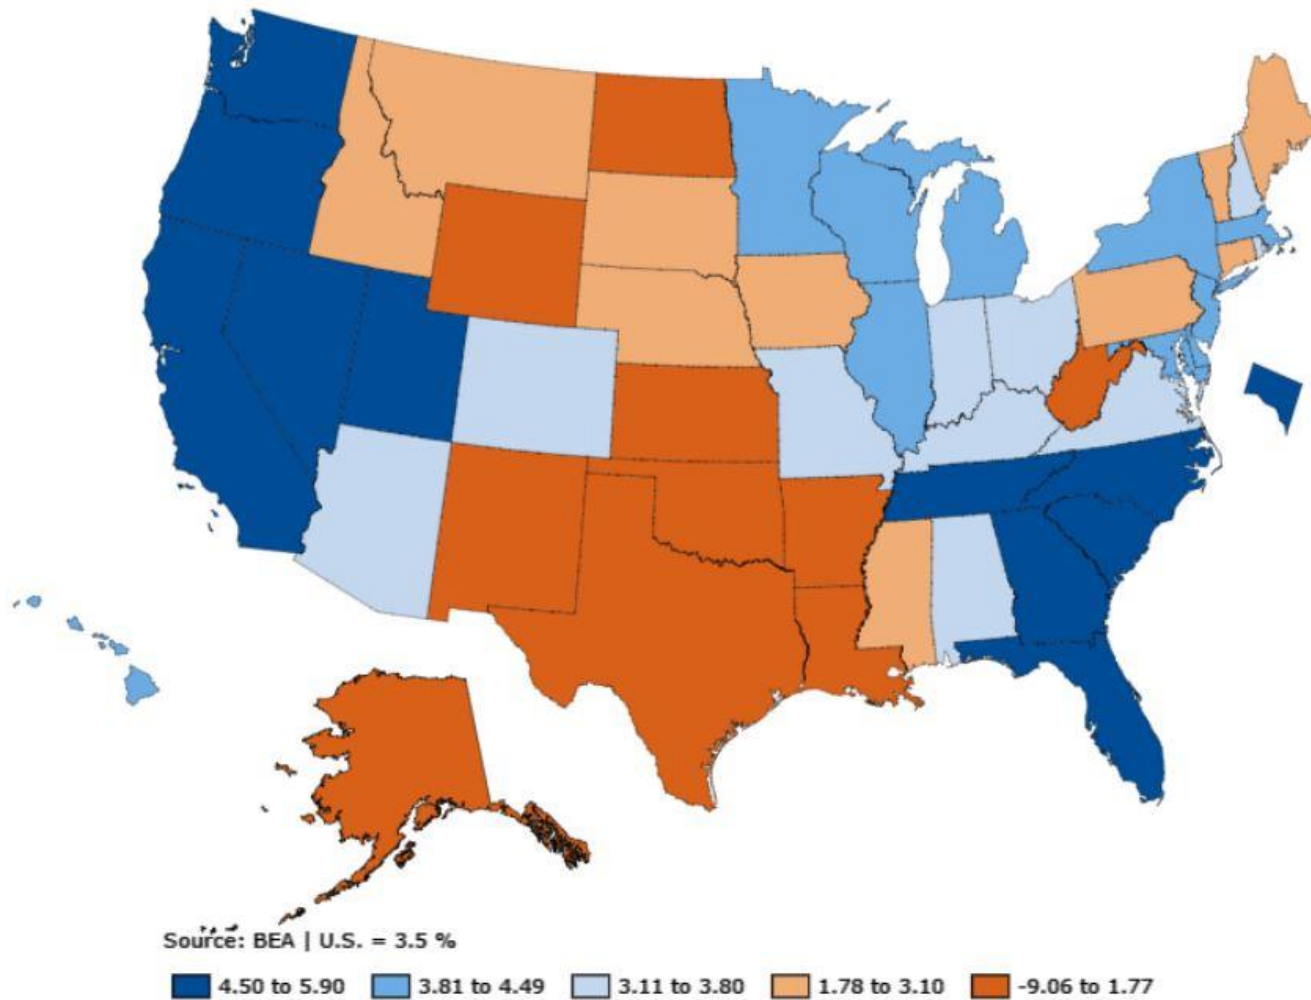 Source: BEA | U.S. = 3.5 %
4.50 to 5.90 3.81 to 4.49 3.11 to 3.80 1.78 to 3.10 -9.06 to 1.77